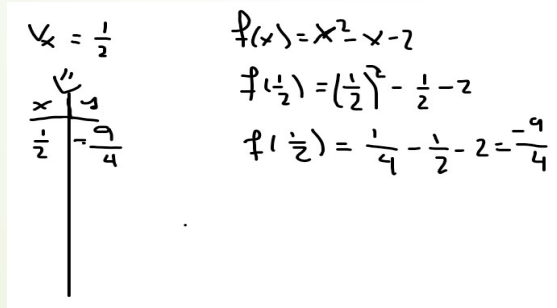 Vx = 1/2
x | y
1/2 | -9/4
f(x) = x² - x - 2
f(1/2) = (1/2)² - 1/2 - 2
f(1/2) = 1/4 - 1/2 - 2 = -9/4